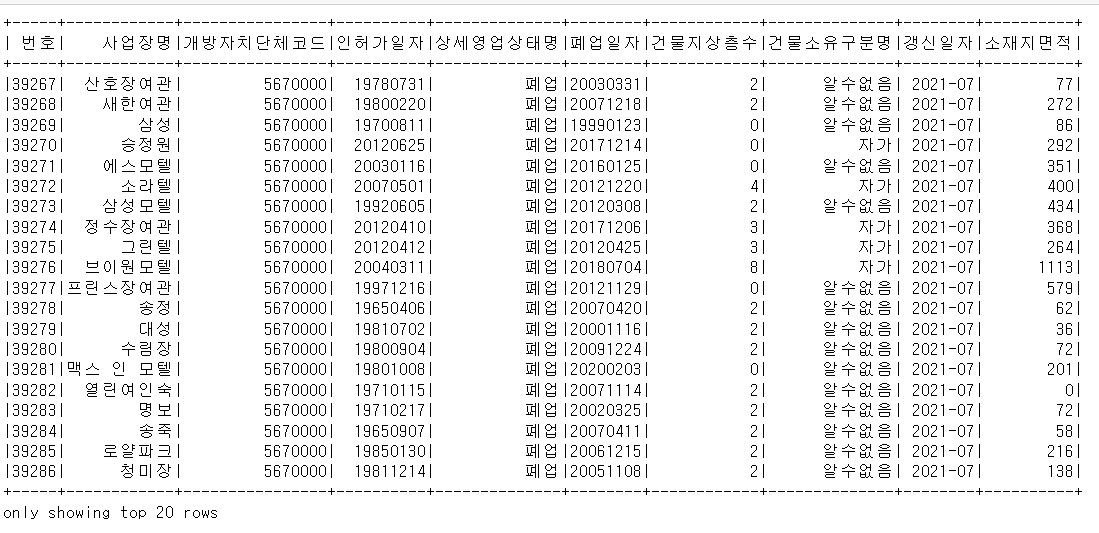 +-----+------------+----------------+----------+--------------+--------+------------+--------------+--------+----------+
| 번호|    사업장명|개방자치단체코드|인허가일자|상세영업상태명|폐업일자|건물지상층수|건물소유구분명|갱신일자|소재지면적|
+-----+------------+----------------+----------+--------------+--------+------------+--------------+--------+----------+
|39267|  산호장여관|         5670000|  19780731|          폐업|20030331|           2|      알수없음| 2021-07|        77|
|39268|    새한여관|         5670000|  19800220|          폐업|20071218|           2|      알수없음| 2021-07|       272|
|39269|        삼성|         5670000|  19700811|          폐업|19990123|           0|      알수없음| 2021-07|        86|
|39270|      승정원|         5670000|  20120625|          폐업|20171214|           0|          자가| 2021-07|       292|
|39271|    에스모텔|         5670000|  20030116|          폐업|20160125|           0|      알수없음| 2021-07|       351|
|39272|      소라텔|         5670000|  20070501|          폐업|20121220|           4|          자가| 2021-07|       400|
|39273|    삼성모텔|         5670000|  19920605|          폐업|20120308|           2|      알수없음| 2021-07|       434|
|39274|  정수장여관|         5670000|  20120410|          폐업|20171206|           3|          자가| 2021-07|       368|
|39275|      그린텔|         5670000|  20120412|          폐업|20120425|           3|          자가| 2021-07|       264|
|39276|  브이원모텔|         5670000|  20040311|          폐업|20180704|           8|          자가| 2021-07|      1113|
|39277|프린스장여관|         5670000|  19971216|          폐업|20121129|           0|      알수없음| 2021-07|       579|
|39278|        송정|         5670000|  19650406|          폐업|20070420|           2|      알수없음| 2021-07|        62|
|39279|        대성|         5670000|  19810702|          폐업|20001116|           2|      알수없음| 2021-07|        36|
|39280|      수림장|         5670000|  19800904|          폐업|20091224|           2|      알수없음| 2021-07|        72|
|39281|맥스 인 모텔|         5670000|  19801008|          폐업|20200203|           0|      알수없음| 2021-07|       201|
|39282|  열린여인숙|         5670000|  19710115|          폐업|20071114|           2|      알수없음| 2021-07|         0|
|39283|        명보|         5670000|  19710217|          폐업|20020325|           2|      알수없음| 2021-07|        72|
|39284|        송죽|         5670000|  19650907|          폐업|20070411|           2|      알수없음| 2021-07|        58|
|39285|    로얄파크|         5670000|  19850130|          폐업|20061215|           2|      알수없음| 2021-07|       216|
|39286|      청미장|         5670000|  19811214|          폐업|20051108|           2|      알수없음| 2021-07|       138|
+-----+------------+----------------+----------+--------------+--------+------------+--------------+--------+----------+
only showing top 20 rows